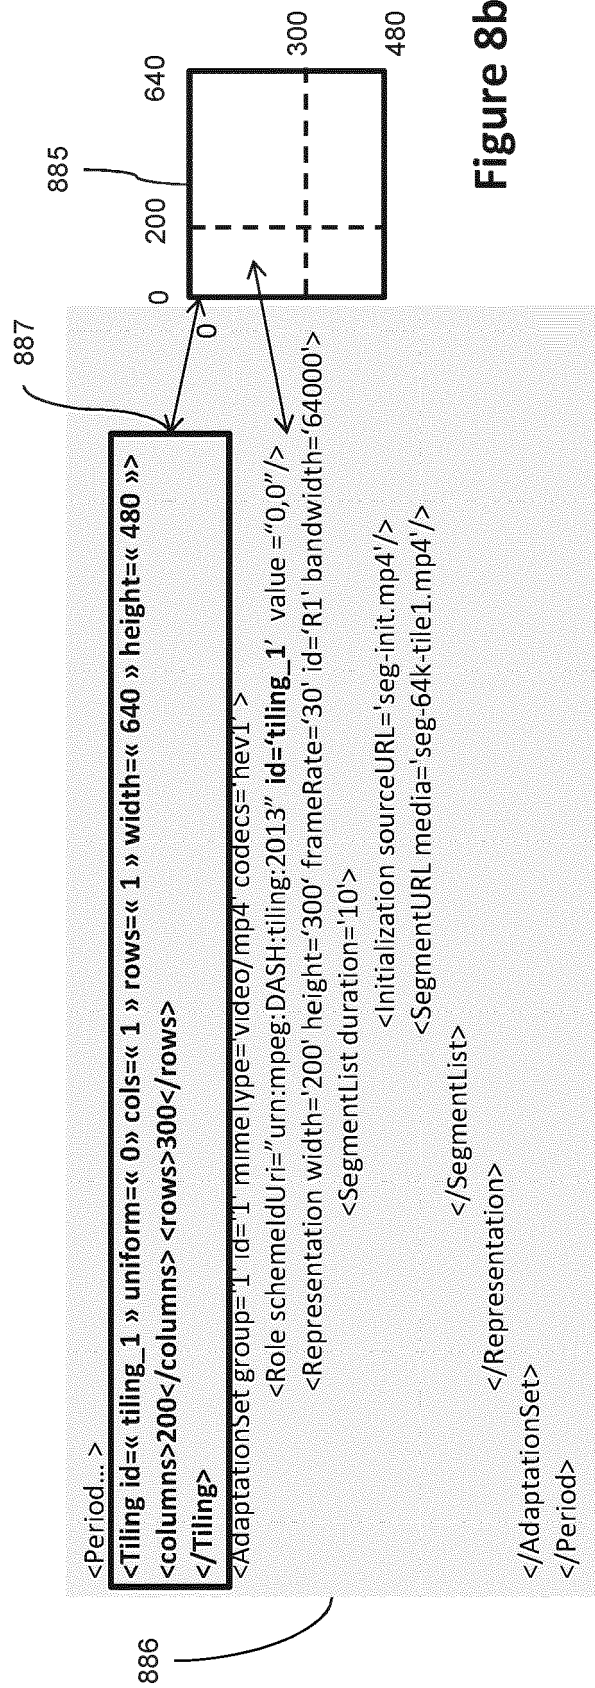 886
<Period... >
<Tiling id=« tiling_1 » uniform=« 0» cols=« 1 » rows=« 1 » width=« 640 » height=« 480 »>
<columns>200</columns> <rows>300</rows>
</Tiling>
<AdaptationSet group='1' id='1' mimeType='video/mp4' codecs='hev1' >
<Role schemeIdUri="urn:mpeg:DASH:tiling:2013" id='tiling_1' value ="0,0"/>
<Representation width='200' height='300' frameRate='30' id='R1' bandwidth='64000'>
<SegmentList duration='10'>
<Initialization sourceURL='seg-init.mp4'/>
<SegmentURL media='seg-64k-tile1.mp4'/>
</SegmentList>
</Representation>
</AdaptationSet>
</Period>
887
885
0 200 640
0
300
480
Figure 8b